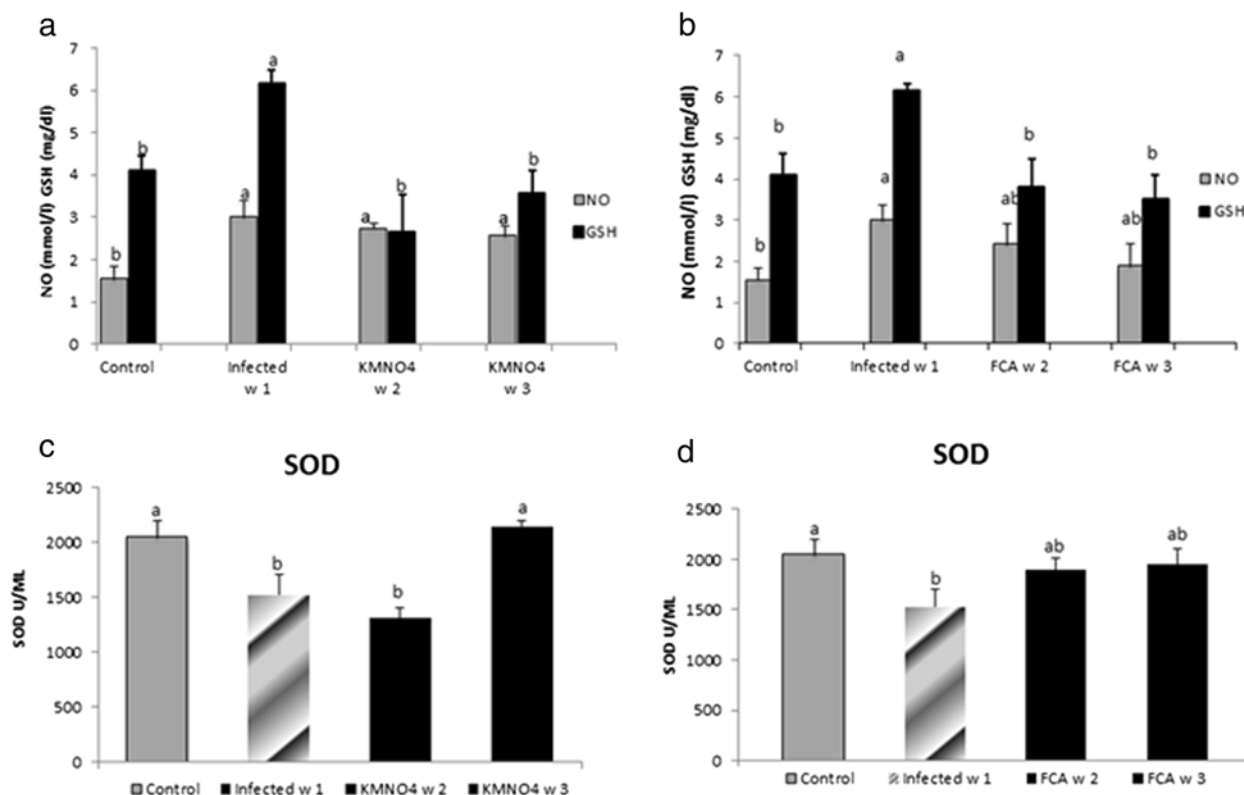 a
7
6
5
4
3
2
1
0
NO (mmol/l) GSH (mg/dl)
b
b
a
a
a
b
a
b
NO
GSH
Control
Infected
w 1
KMNO4
w 2
KMNO4
w 3
b
7
6
5
4
3
2
1
0
NO (mmol/l) GSH (mg/dl)
b
b
a
a
ab
b
ab
b
NO
GSH
Control
Infected w 1
FCA w 2
FCA w 3
c
SOD
2500
2000
1500
1000
500
0
SOD U/ML
a
b
b
a
Control
Infected w 1
KMNO4 w 2
KMNO4 w 3
d
SOD
2500
2000
1500
1000
500
0
SOD U/ML
a
b
ab
ab
Control
Infected w 1
FCA w 2
FCA w 3